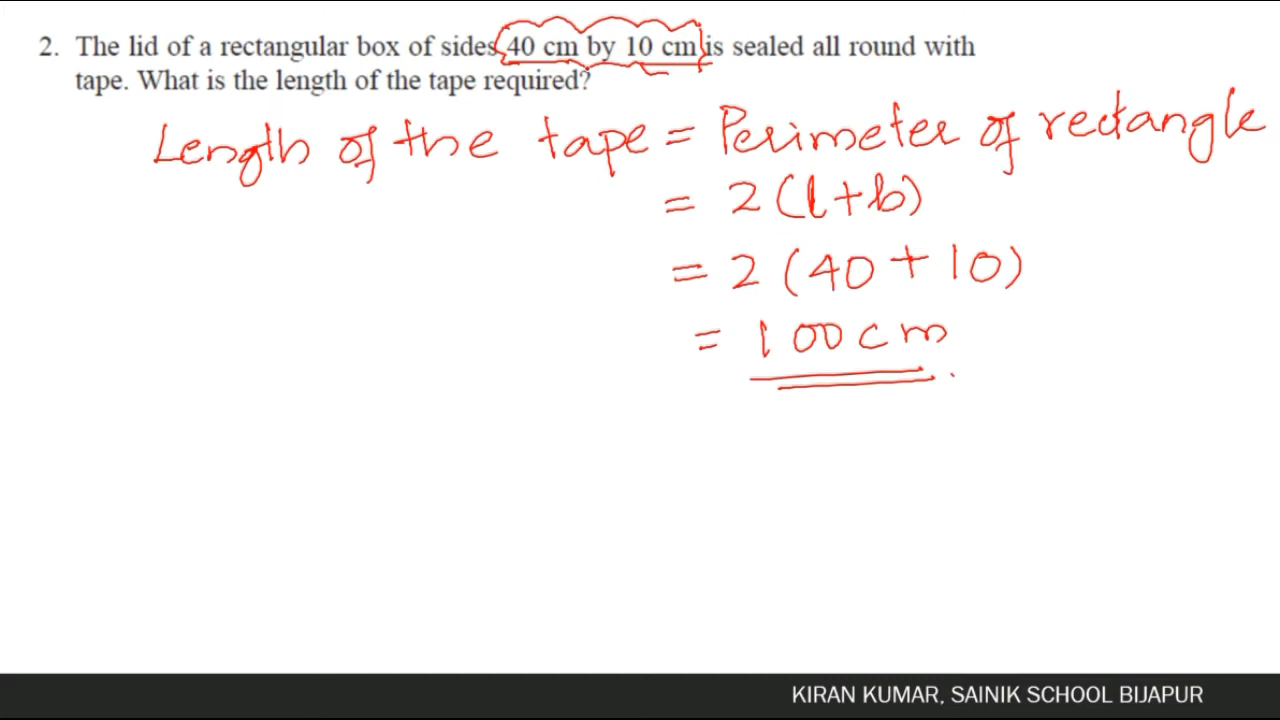 2. The lid of a rectangular box of sides 40 cm by 10 cm is sealed all round with
tape. What is the length of the tape required?
Length of the tape = Perimeter of rectangle
= 2(l+b)
= 2(40+10)
= 100cm
KIRAN KUMAR, SAINIK SCHOOL BIJAPUR